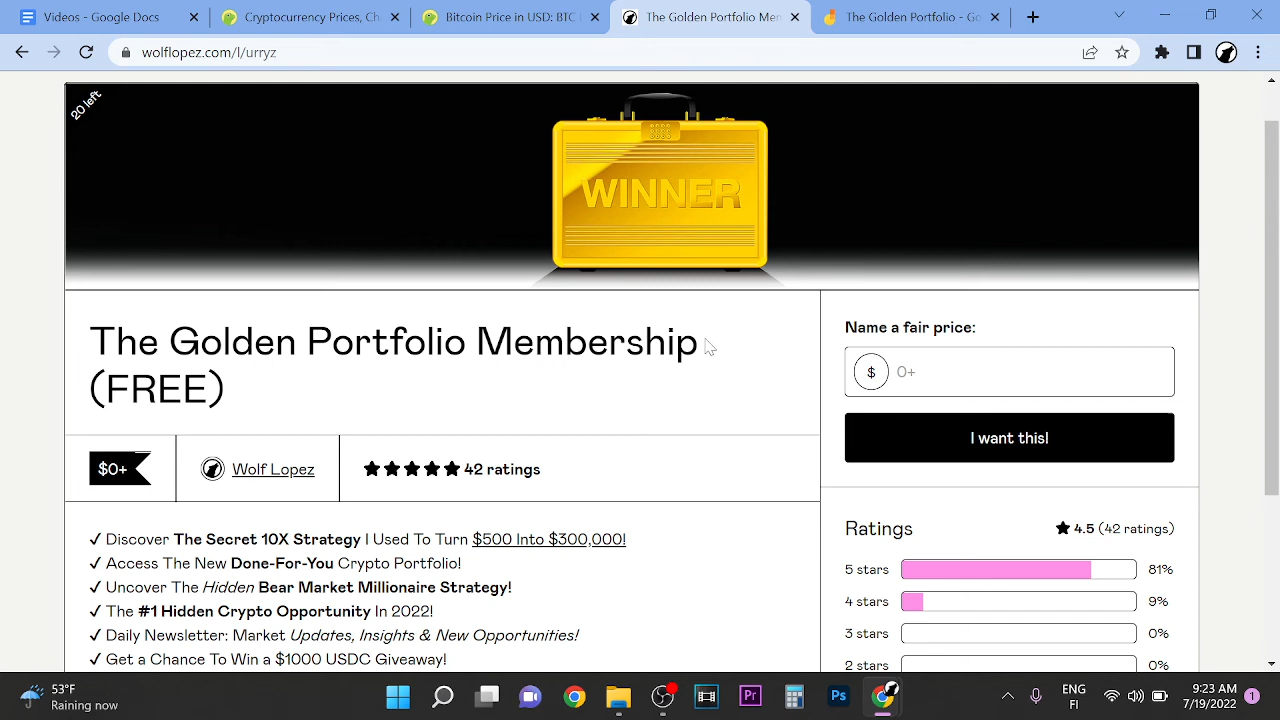 Videos - Google Docs
Cryptocurrency Prices, Ch
Bitcoin Price in USD: BTC
The Golden Portfolio Mem
The Golden Portfolio - Go
wolflopez.com/l/urryz
20 left
WINNER
The Golden Portfolio Membership
(FREE)
Name a fair price:
$ 0+
I want this!
$0+
Wolf Lopez
42 ratings
Ratings
4.5 (42 ratings)
✓ Discover The Secret 10X Strategy I Used To Turn $500 Into $300,000!
✓ Access The New Done-For-You Crypto Portfolio!
✓ Uncover The Hidden Bear Market Millionaire Strategy!
✓ The #1 Hidden Crypto Opportunity In 2022!
✓ Daily Newsletter: Market Updates, Insights & New Opportunities!
✓ Get a Chance To Win a $1000 USDC Giveaway!
5 stars 81%
4 stars 9%
3 stars 0%
2 stars 0%
53°F
Raining now
Pr
Ps
ENG
FI
9:23 AM
7/19/2022
1